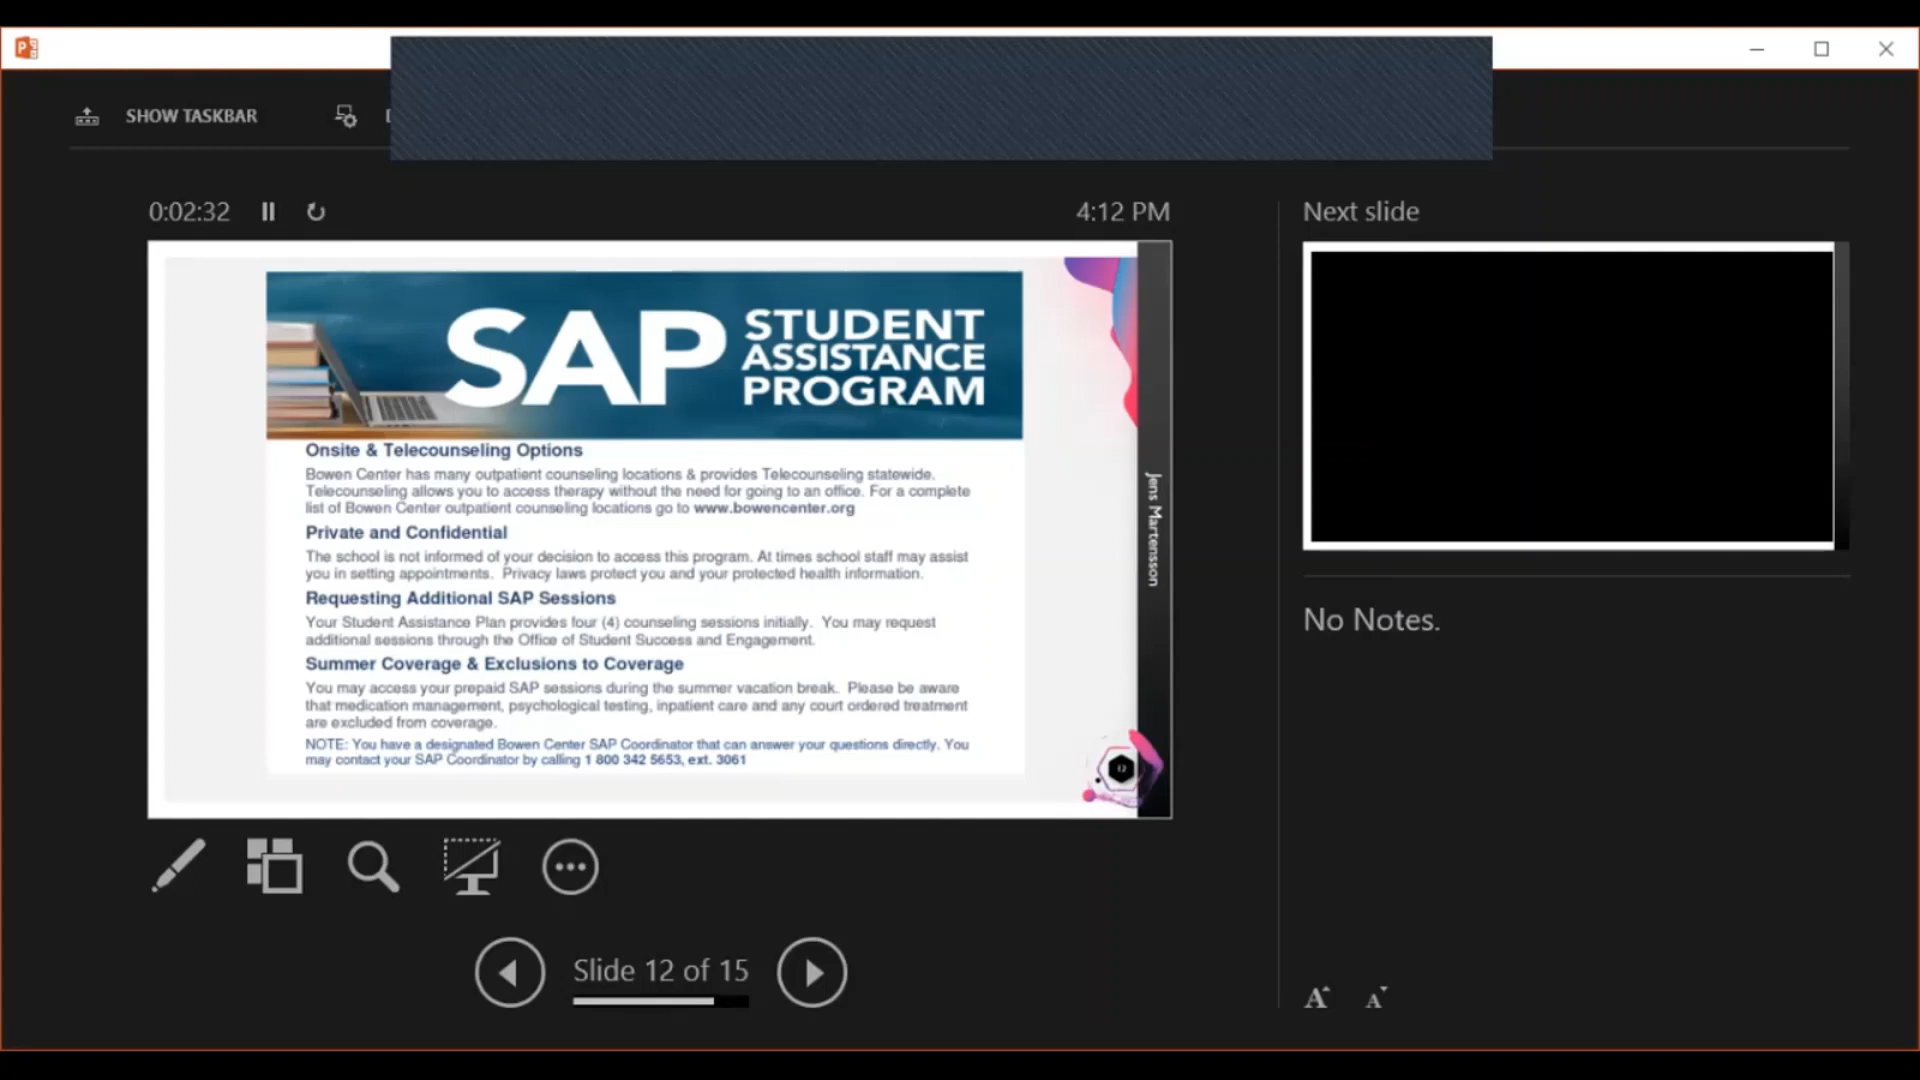 SHOW TASKBAR
0:02:32
4:12 PM
Next slide
SAP STUDENT
ASSISTANCE
PROGRAM
Onsite & Telecounseling Options
Bowen Center has many outpatient counseling locations & provides Telecounseling statewide.
Telecounseling allows you to access therapy without the need for going to an office. For a complete
list of Bowen Center outpatient counseling locations go to www.bowencenter.org
Private and Confidential
The school is not informed of your decision to access this program. At times school staff may assist
you in setting appointments. Privacy laws protect you and your protected health information.
Requesting Additional SAP Sessions
Your Student Assistance Plan provides four (4) counseling sessions initially. You may request
additional sessions through the Office of Student Success and Engagement.
Summer Coverage & Exclusions to Coverage
You may access your prepaid SAP sessions during the summer vacation break. Please be aware
that medication management, psychological testing, inpatient care and any court ordered treatment
are excluded from coverage.
NOTE: You have a designated Bowen Center SAP Coordinator that can answer your questions directly. You
may contact your SAP Coordinator by calling 1 800 342 5653, ext. 3061
Jens Martensson
12
No Notes.
Slide 12 of 15
A A